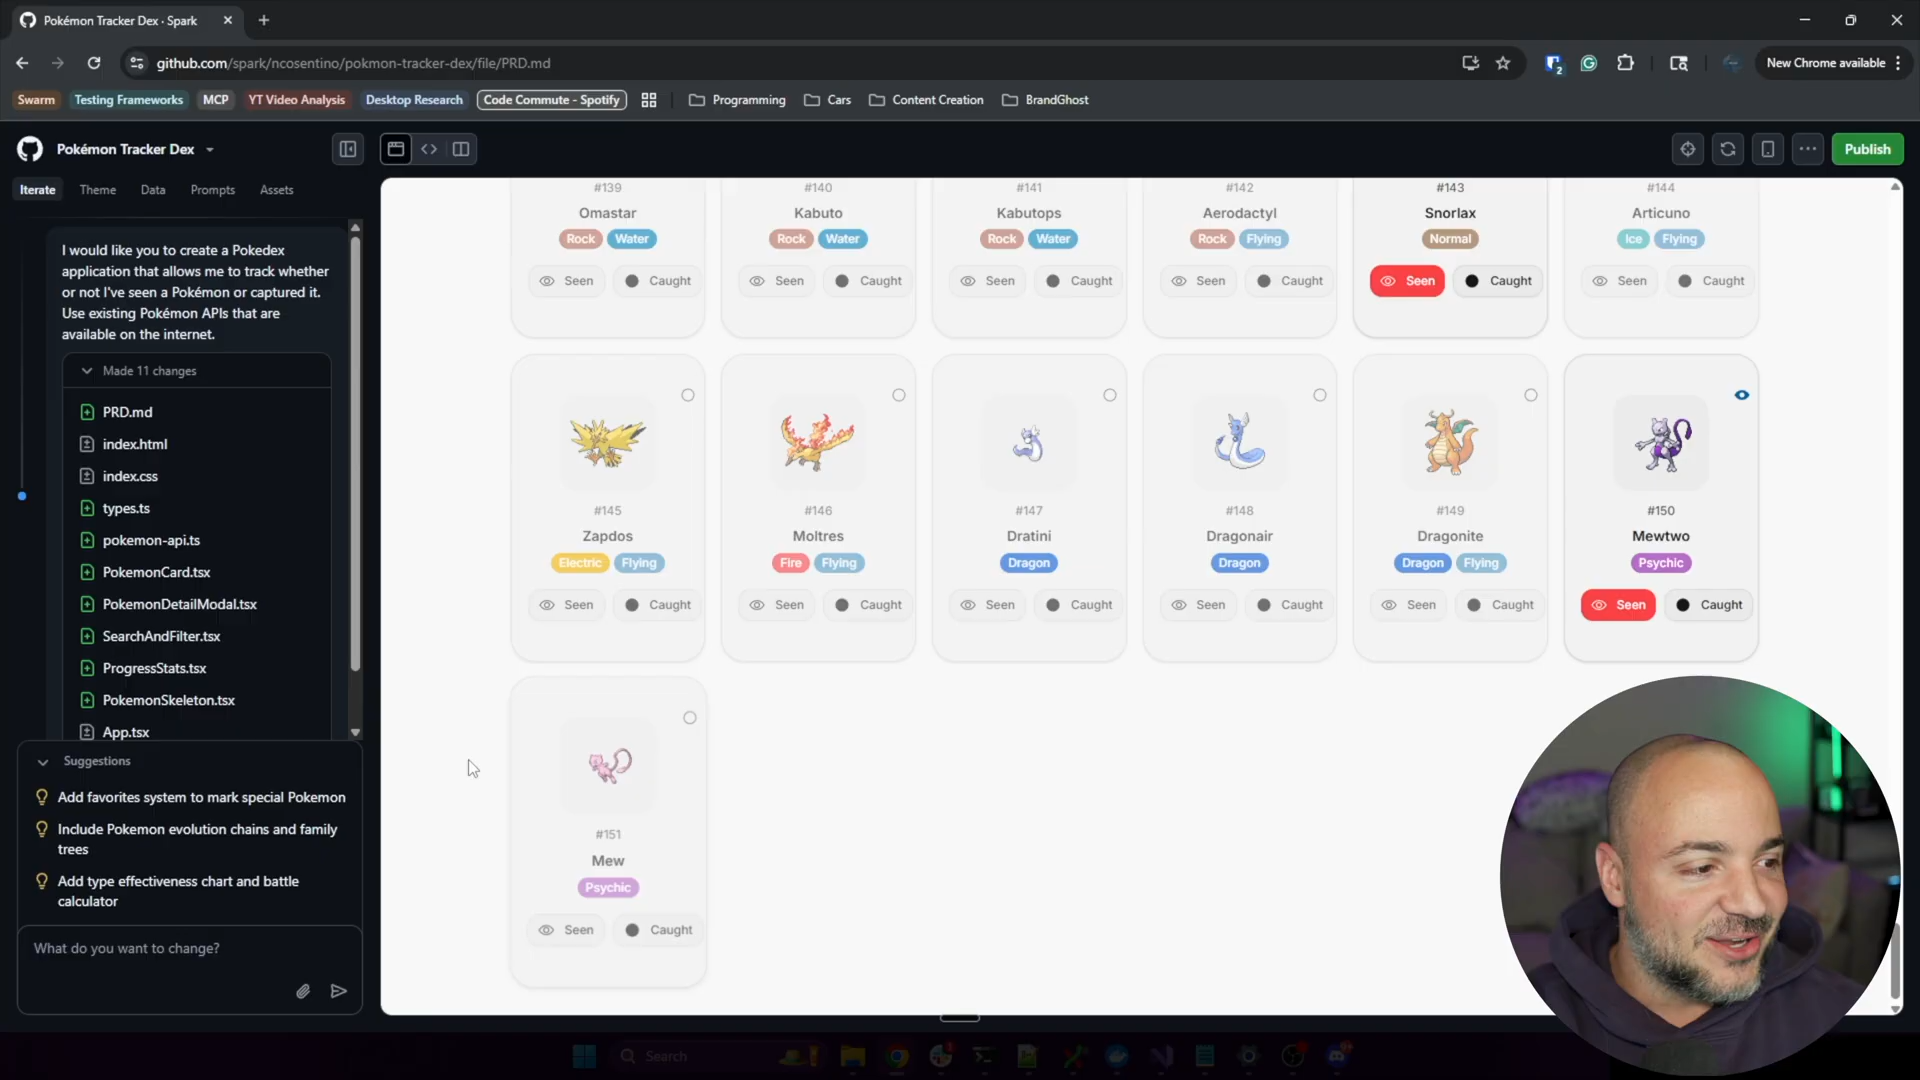 Pokémon Tracker Dex · Spark
github.com/spark/ncosentino/pokmon-tracker-dex/file/PRD.md
2
New Chrome available
Swarm
Testing Frameworks
MCP
YT Video Analysis
Desktop Research
Code Commute - Spotify
Programming
Cars
Content Creation
BrandGhost
Pokémon Tracker Dex
Publish
Iterate
Theme
Data
Prompts
Assets
I would like you to create a Pokedex
application that allows me to track whether
or not I've seen a Pokémon or captured it.
Use existing Pokémon APIs that are
available on the internet.
Made 11 changes
PRD.md
index.html
index.css
types.ts
pokemon-api.ts
PokemonCard.tsx
PokemonDetailModal.tsx
SearchAndFilter.tsx
ProgressStats.tsx
PokemonSkeleton.tsx
App.tsx
Suggestions
Add favorites system to mark special Pokemon
Include Pokemon evolution chains and family
trees
Add type effectiveness chart and battle
calculator
What do you want to change?
#139
Omastar
Rock Water
Seen Caught
#140
Kabuto
Rock Water
Seen Caught
#141
Kabutops
Rock Water
Seen Caught
#142
Aerodactyl
Rock Flying
Seen Caught
#143
Snorlax
Normal
Seen Caught
#144
Articuno
Ice Flying
Seen Caught
#145
Zapdos
Electric Flying
Seen Caught
#146
Moltres
Fire Flying
Seen Caught
#147
Dratini
Dragon
Seen Caught
#148
Dragonair
Dragon
Seen Caught
#149
Dragonite
Dragon Flying
Seen Caught
#150
Mewtwo
Psychic
Seen Caught
#151
Mew
Psychic
Seen Caught
Search